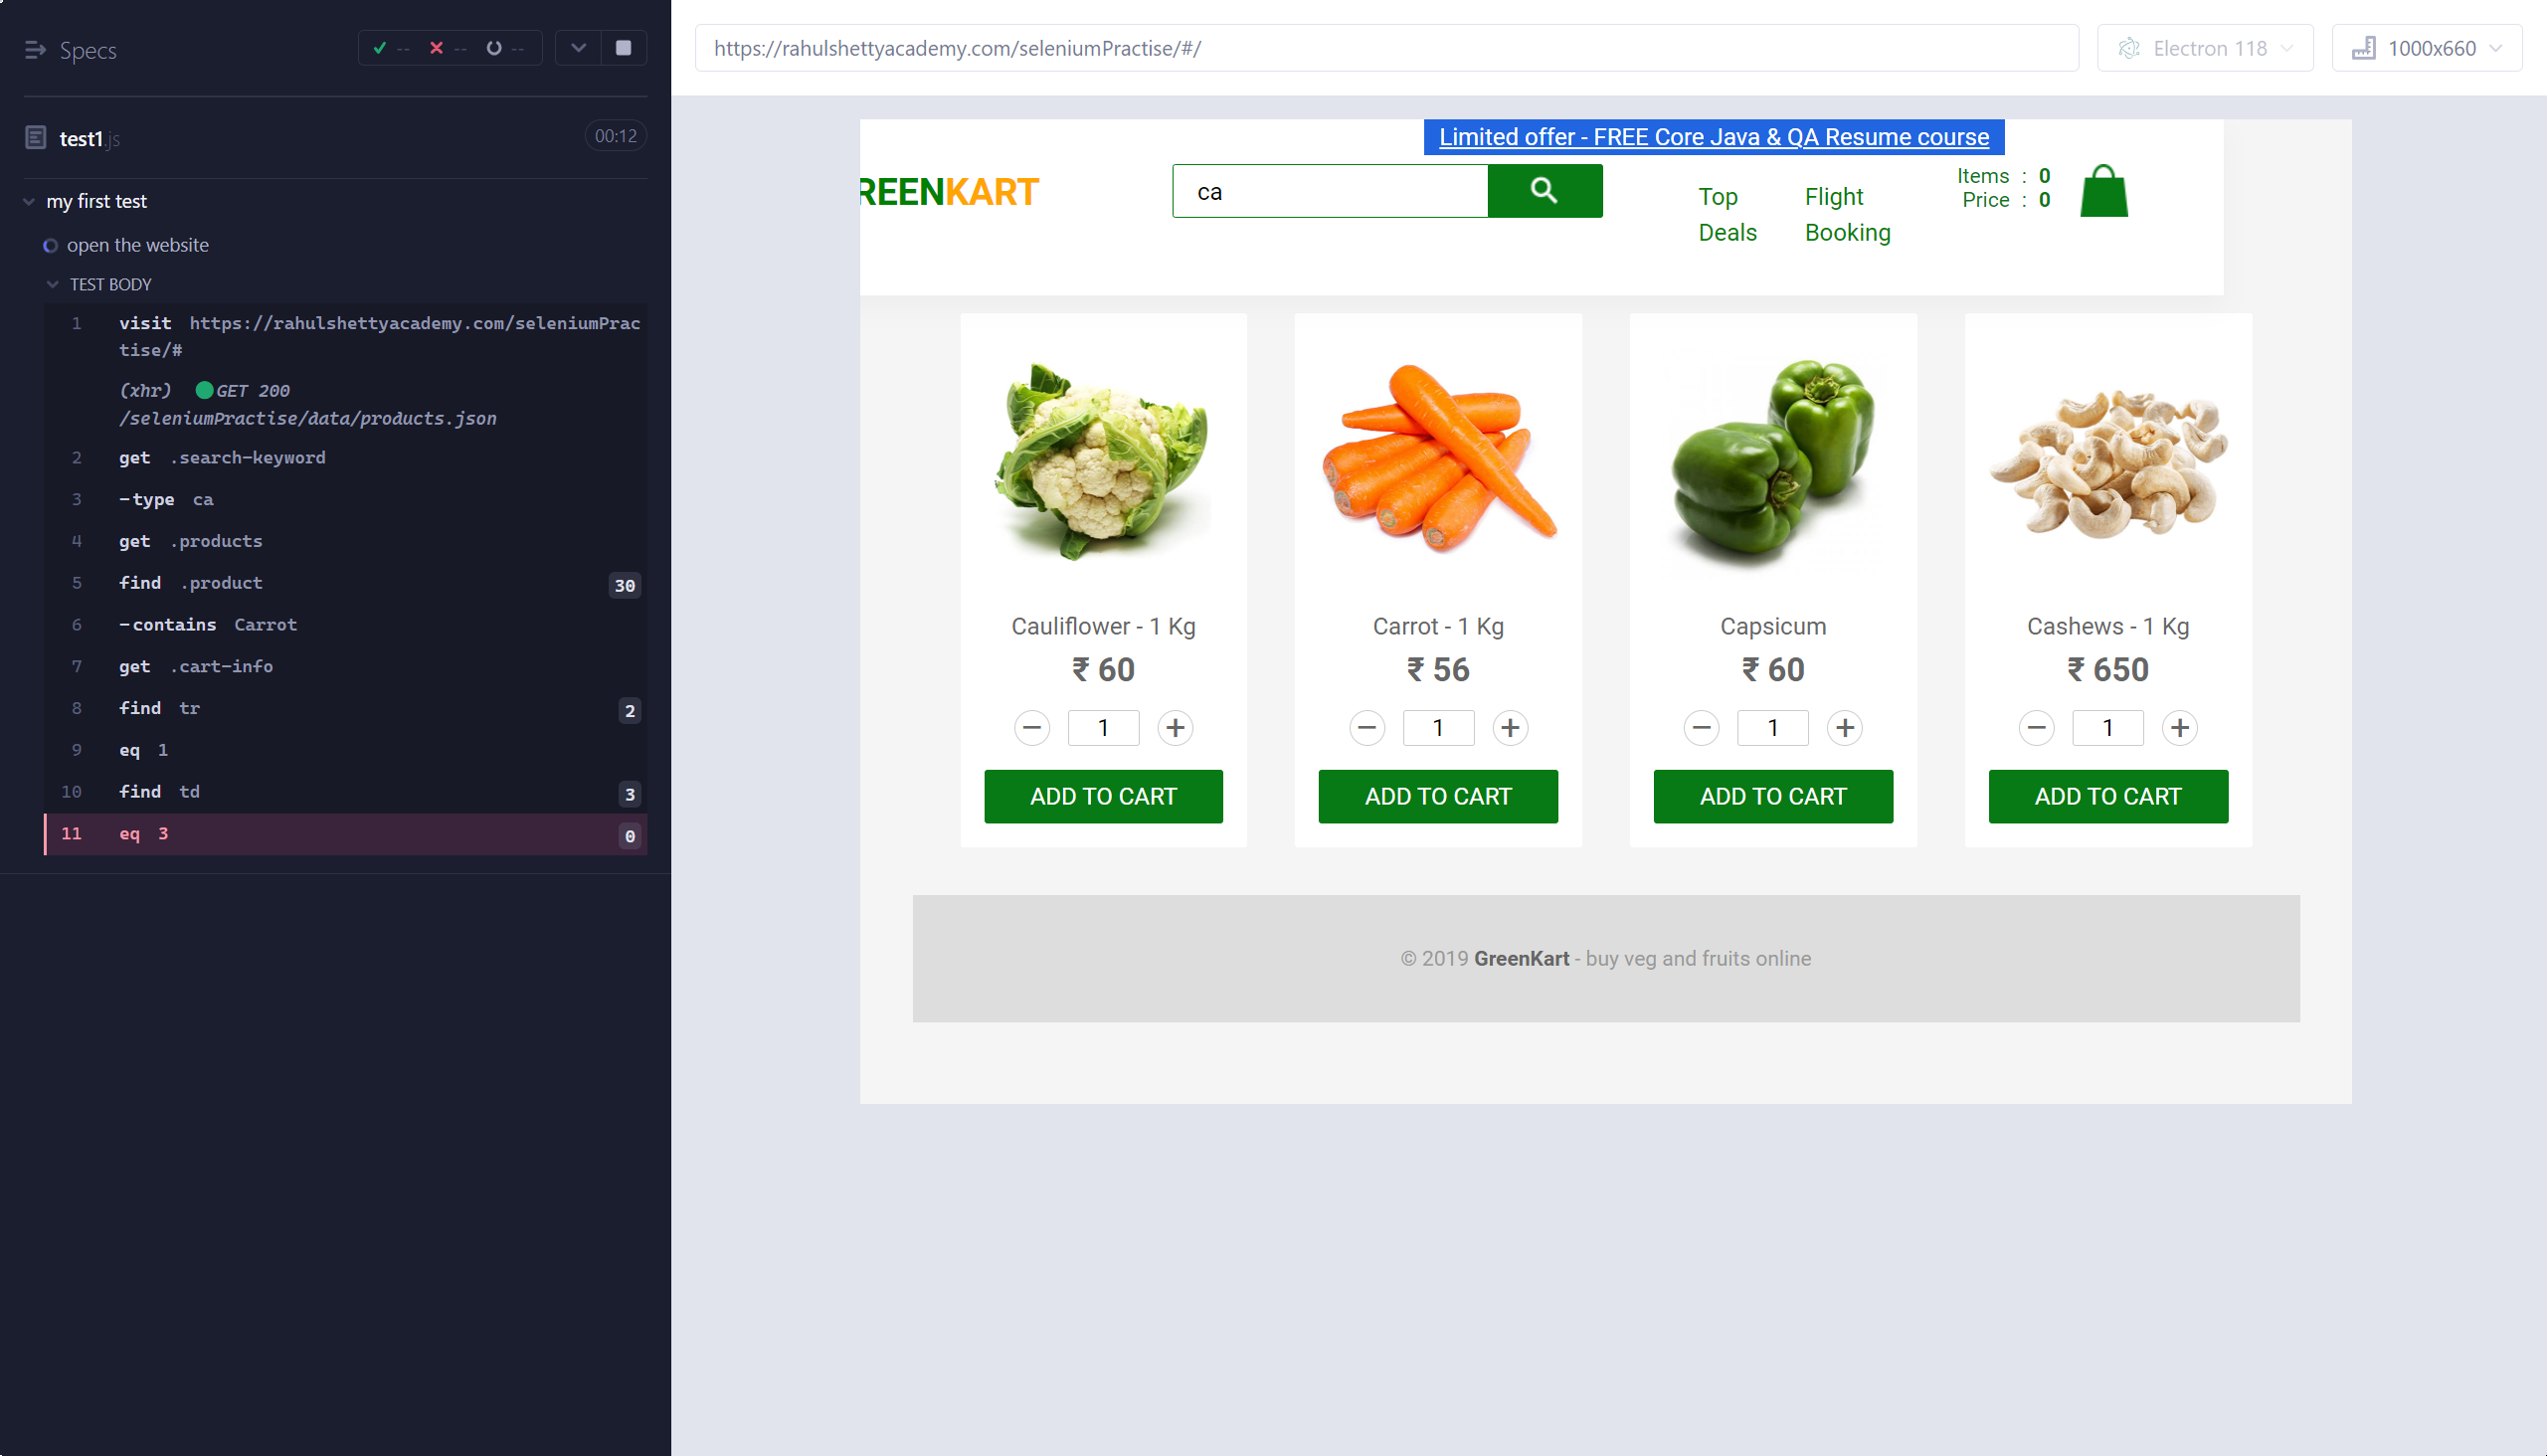 Specs
-- -- --
test1.js
00:12
my first test
open the website
TEST BODY
1 visit https://rahulshettyacademy.com/seleniumPrac
tise/#
(xhr) GET 200
/seleniumPractise/data/products.json
2 get .search-keyword
3 -type ca
4 get .products
5 find .product 30
6 -contains Carrot
7 get .cart-info
8 find tr 2
9 eq 1
10 find td 3
11 eq 3 0
https://rahulshettyacademy.com/seleniumPractise/#/
Electron 118
1000x660
Limited offer - FREE Core Java & QA Resume course
REENKART
ca
Top
Deals
Flight
Booking
Items : 0
Price : 0
Cauliflower - 1 Kg
₹ 60
− 1 +
ADD TO CART
Carrot - 1 Kg
₹ 56
− 1 +
ADD TO CART
Capsicum
₹ 60
− 1 +
ADD TO CART
Cashews - 1 Kg
₹ 650
− 1 +
ADD TO CART
© 2019 GreenKart - buy veg and fruits online